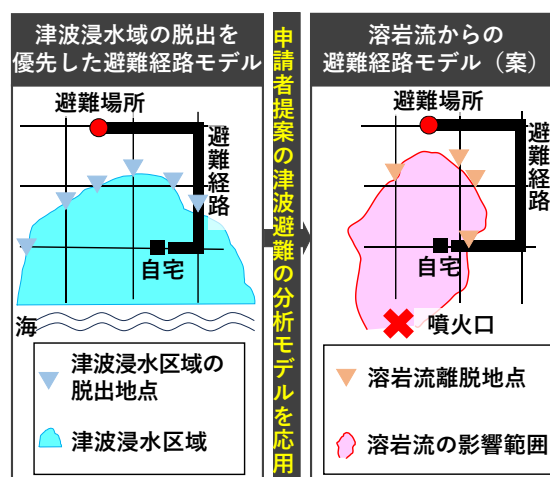 津波浸水域の脱出を
優先した避難経路モデル
避難場所
避難経路
自宅
海
津波浸水区域の
脱出地点
津波浸水区域
申請者提案の津波避難の分析モデルを応用
溶岩流からの
避難経路モデル（案）
避難場所
避難経路
自宅
噴火口
溶岩流離脱地点
溶岩流の影響範囲